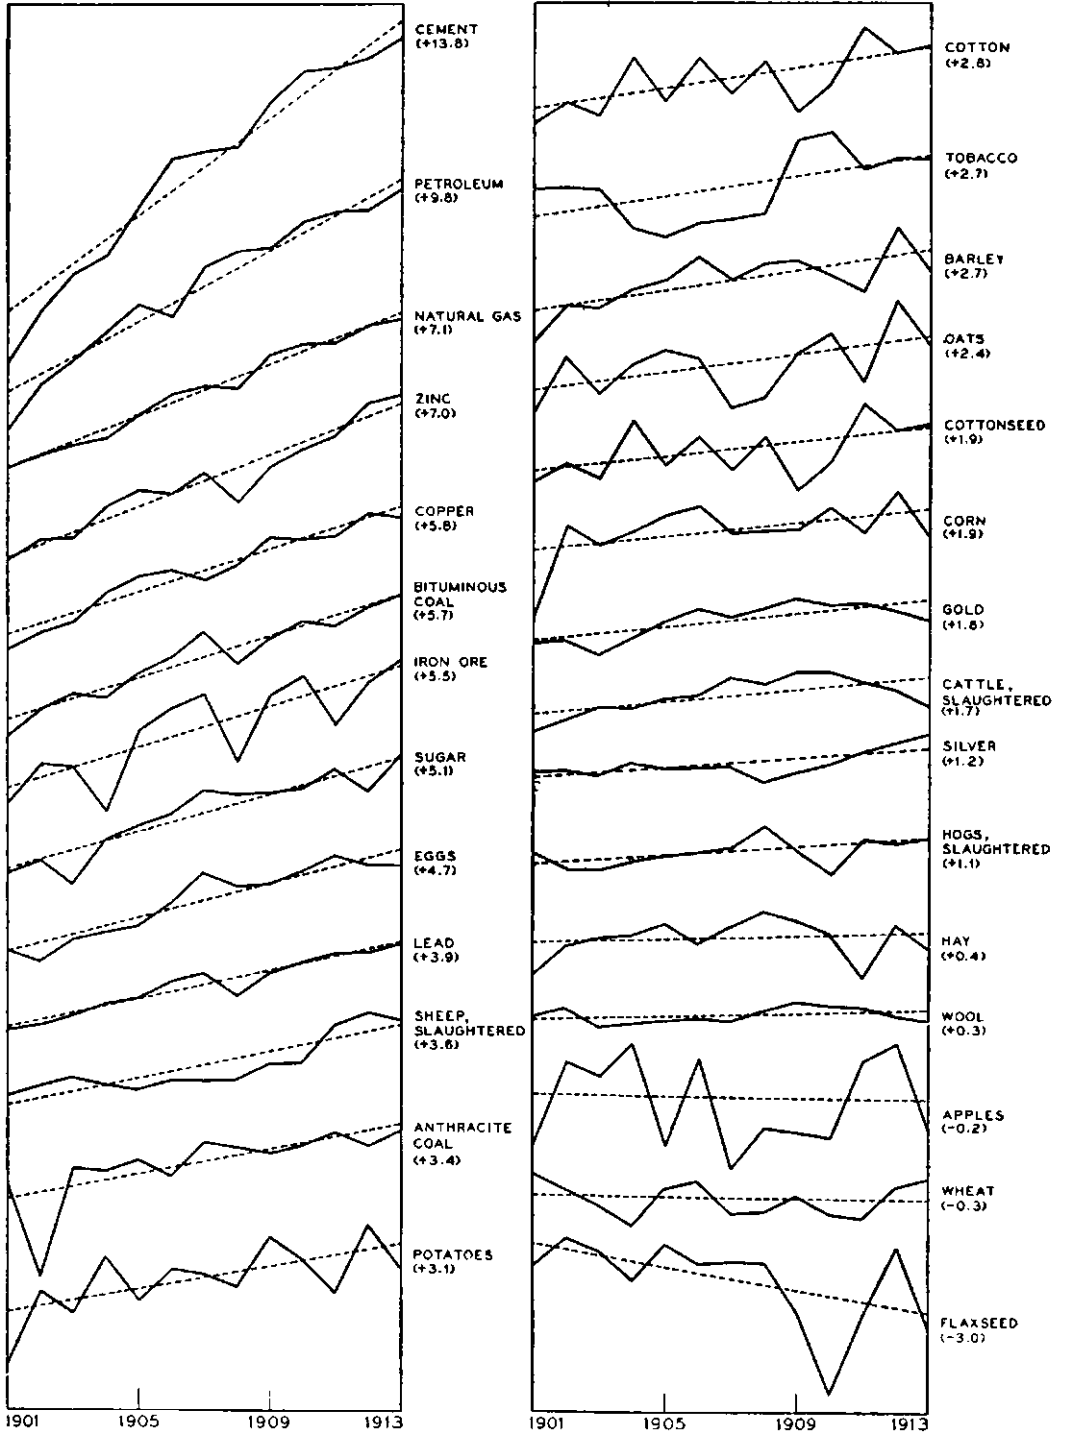 CEMENT
(+13.8)
PETROLEUM
(+9.8)
NATURAL GAS
(+7.1)
ZINC
(+7.0)
COPPER
(+5.8)
BITUMINOUS
COAL
(+5.7)
IRON ORE
(+5.5)
SUGAR
(+5.1)
EGGS
(+4.7)
LEAD
(+3.9)
SHEEP,
SLAUGHTERED
(+3.6)
ANTHRACITE
COAL
(+3.4)
POTATOES
(+3.1)
1901 1905 1909 1913
COTTON
(+2.8)
TOBACCO
(+2.7)
BARLEY
(+2.7)
OATS
(+2.4)
COTTONSEED
(+1.9)
CORN
(+1.9)
GOLD
(+1.8)
CATTLE,
SLAUGHTERED
(+1.7)
SILVER
(+1.2)
HOGS,
SLAUGHTERED
(+1.1)
HAY
(+0.4)
WOOL
(+0.3)
APPLES
(-0.2)
WHEAT
(-0.3)
FLAXSEED
(-3.0)
1901 1905 1909 1913